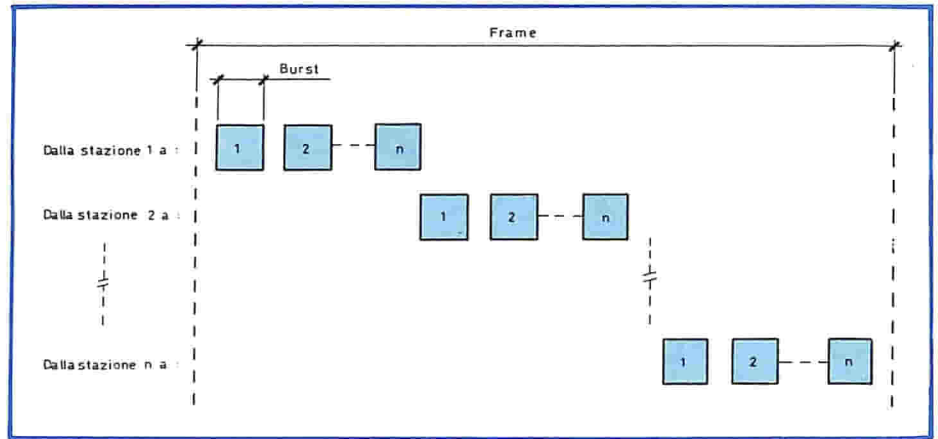 Frame
Burst
Dalla stazione 1 a :
1 2 n
Dalla stazione 2 a :
1 2 n
Dalla stazione n a :
1 2 n